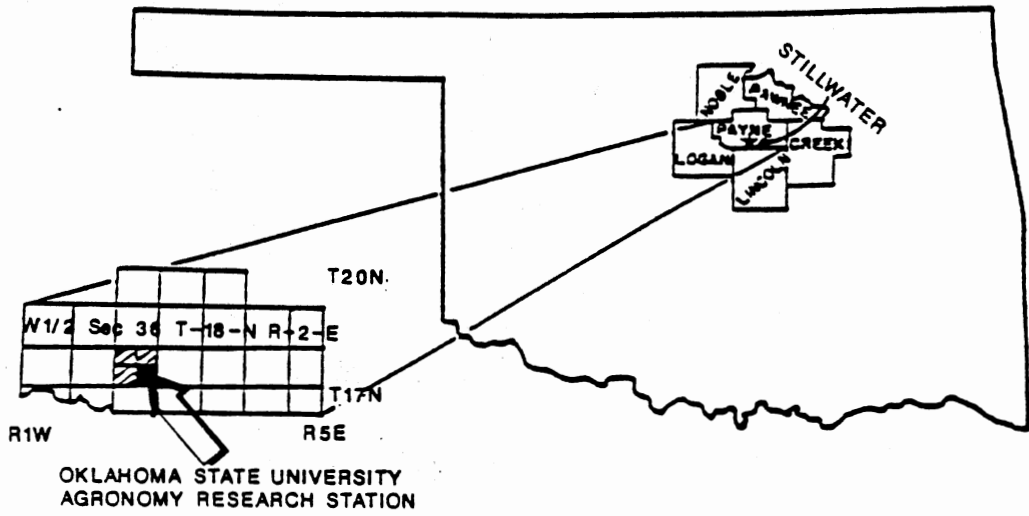 STILLWATER
NOBLE
PAWNEE
PAYNE
CREEK
LOGAN
LINCOLN
T20N
W1/2 Sec 36 T-18-N R-2-E
T17N
R1W
R5E
OKLAHOMA STATE UNIVERSITY
AGRONOMY RESEARCH STATION